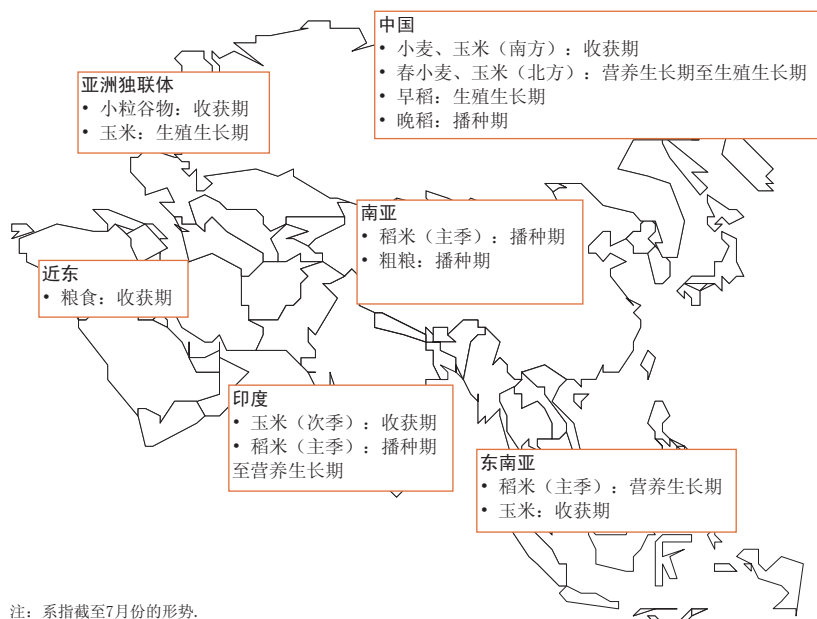 中国
• 小麦、玉米（南方）：收获期
• 春小麦、玉米（北方）：营养生长期至生殖生长期
• 早稻：生殖生长期
• 晚稻：播种期
亚洲独联体
• 小粒谷物：收获期
• 玉米：生殖生长期
南亚
• 稻米（主季）：播种期
• 粗粮：播种期
近东
• 粮食：收获期
印度
• 玉米（次季）：收获期
• 稻米（主季）：播种期
至营养生长期
东南亚
• 稻米（主季）：营养生长期
• 玉米：收获期
注：系指截至7月份的形势.